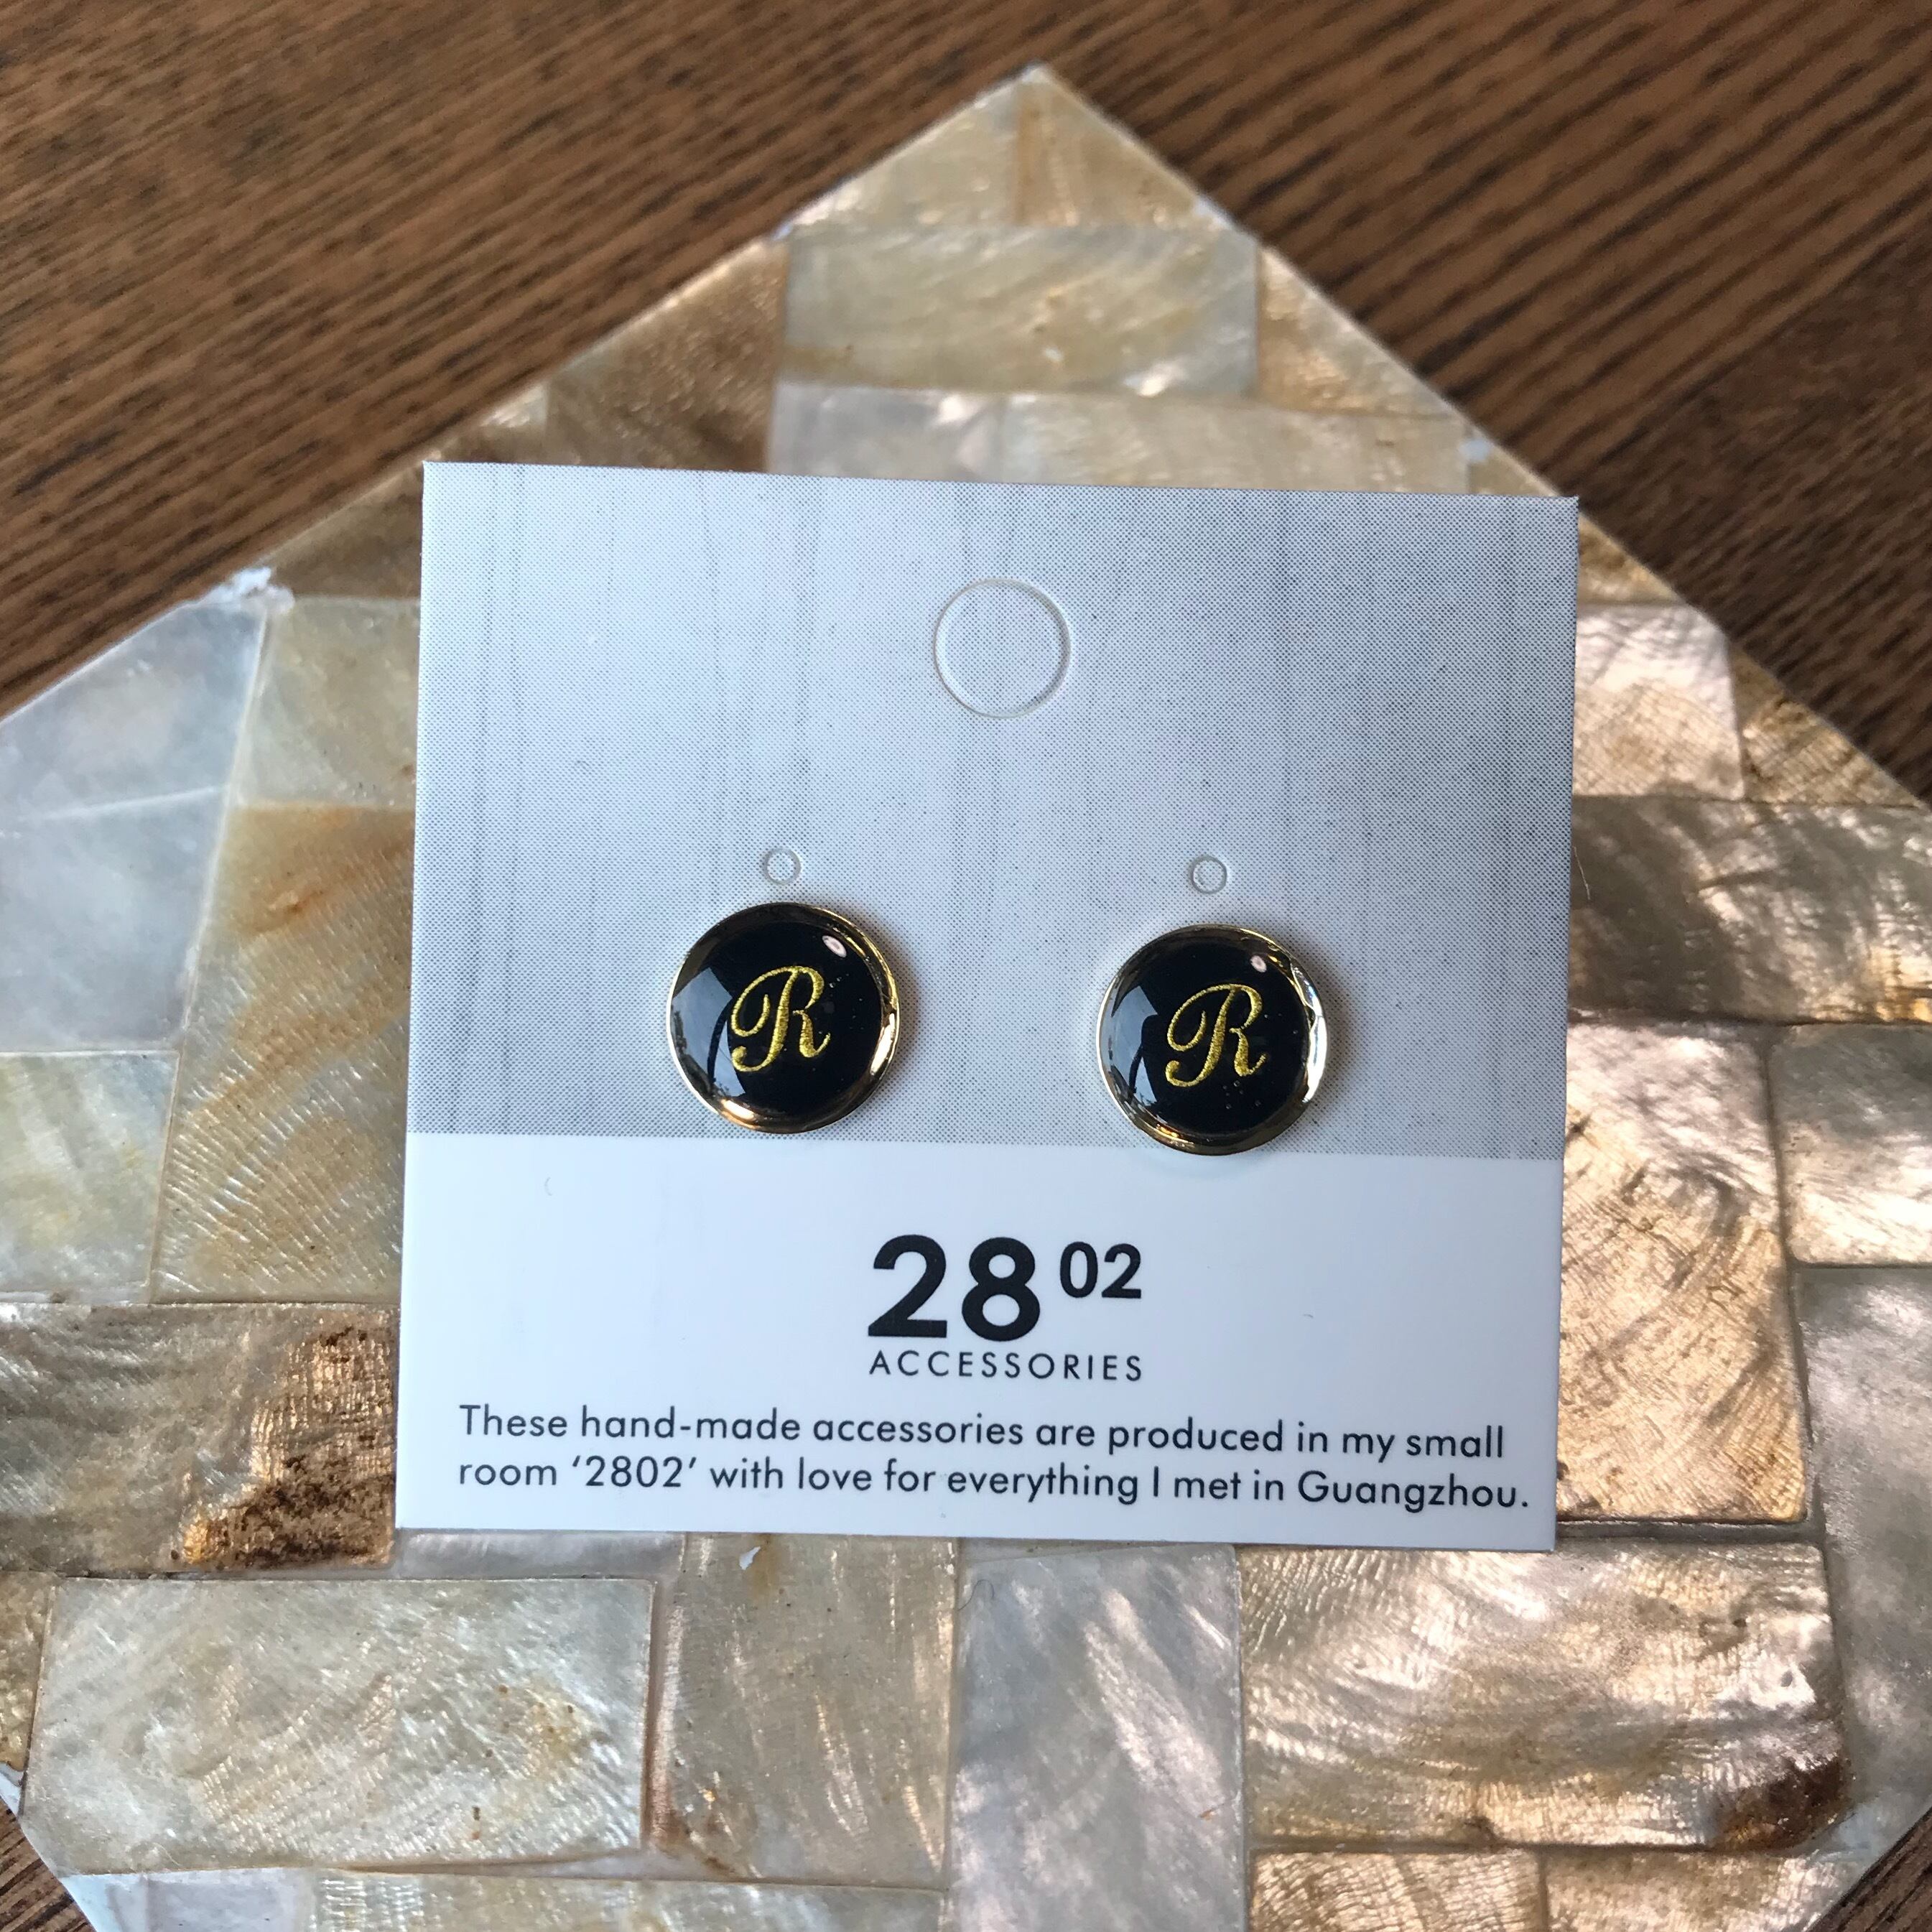 R R
28 02
ACCESSORIES
These hand-made accessories are produced in my small
room ‘2802’ with love for everything I met in Guangzhou.